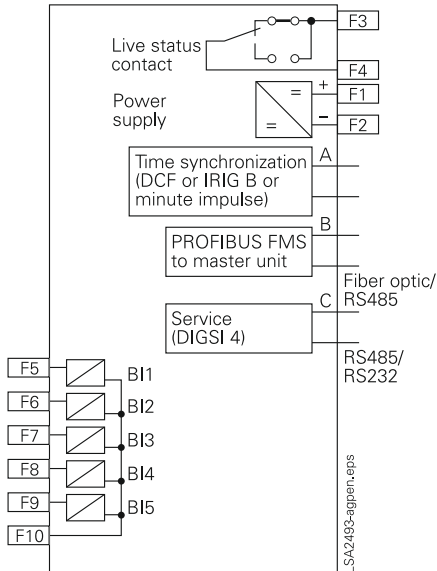 F3
Live status
contact
F4
Power
supply
=
=
+
F1
–
F2
Time synchronization
(DCF or IRIG B or
minute impulse)
A
PROFIBUS FMS
to master unit
B
Fiber optic/
RS485
Service
(DIGSI 4)
C
RS485/
RS232
F5
BI1
F6
BI2
F7
BI3
F8
BI4
F9
BI5
F10
LSA2493-agpen.eps